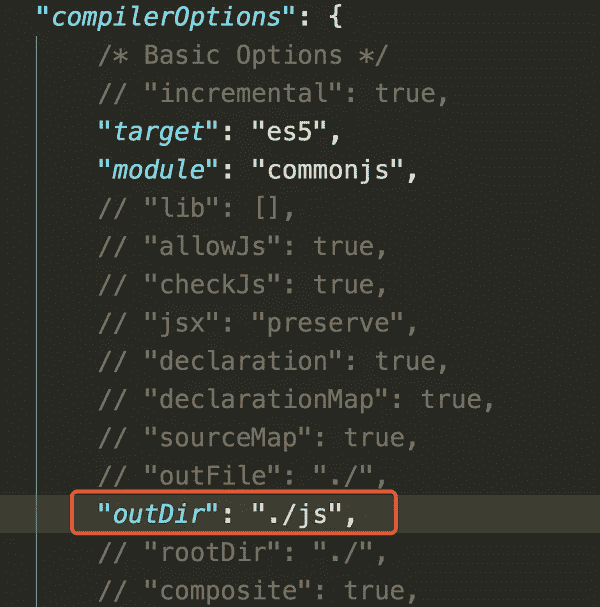 "compilerOptions": {
/* Basic Options */
// "incremental": true,
"target": "es5",
"module": "commonjs",
// "lib": [],
// "allowJs": true,
// "checkJs": true,
// "jsx": "preserve",
// "declaration": true,
// "declarationMap": true,
// "sourceMap": true,
// "outFile": "./",
"outDir": "./js",
// "rootDir": "./",
// "composite": true,